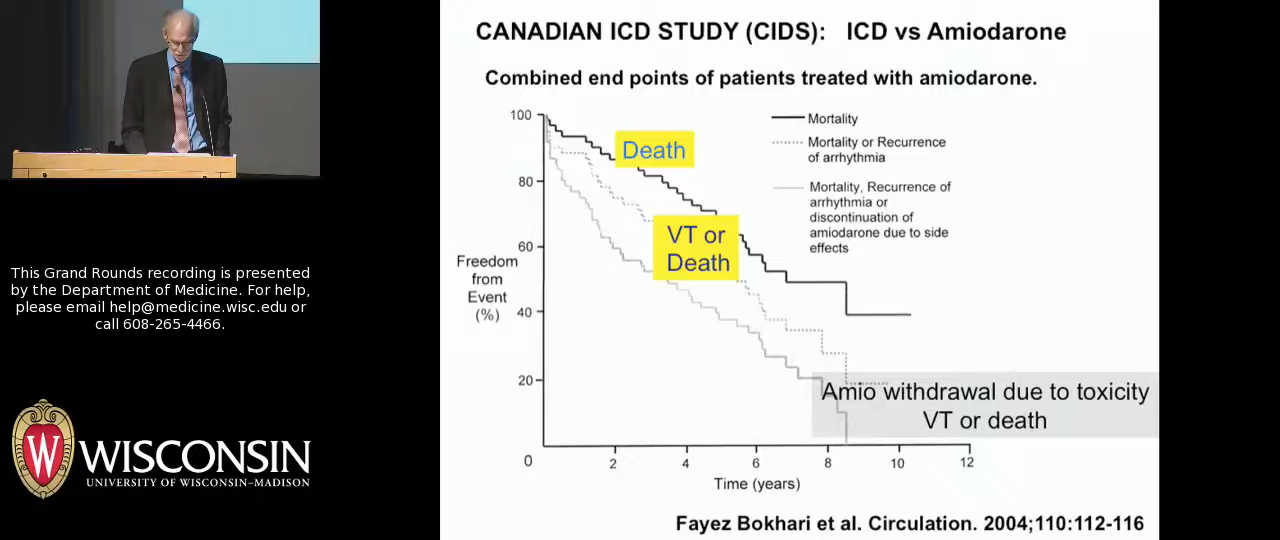 CANADIAN ICD STUDY (CIDS): ICD vs Amiodarone
Combined end points of patients treated with amiodarone.
100
80
60
40
20
0
Freedom
from
Event
(%)
Death
VT or
Death
Mortality
Mortality or Recurrence
of arrhythmia
Mortality, Recurrence of
arrhythmia or
discontinuation of
amiodarone due to side
effects
Amio withdrawal due to toxicity
VT or death
2
4
6
8
10
12
Time (years)
Fayez Bokhari et al. Circulation. 2004;110:112-116
This Grand Rounds recording is presented
by the Department of Medicine. For help,
please email help@medicine.wisc.edu or
call 608-265-4466.
W
WISCONSIN
UNIVERSITY OF WISCONSIN–MADISON